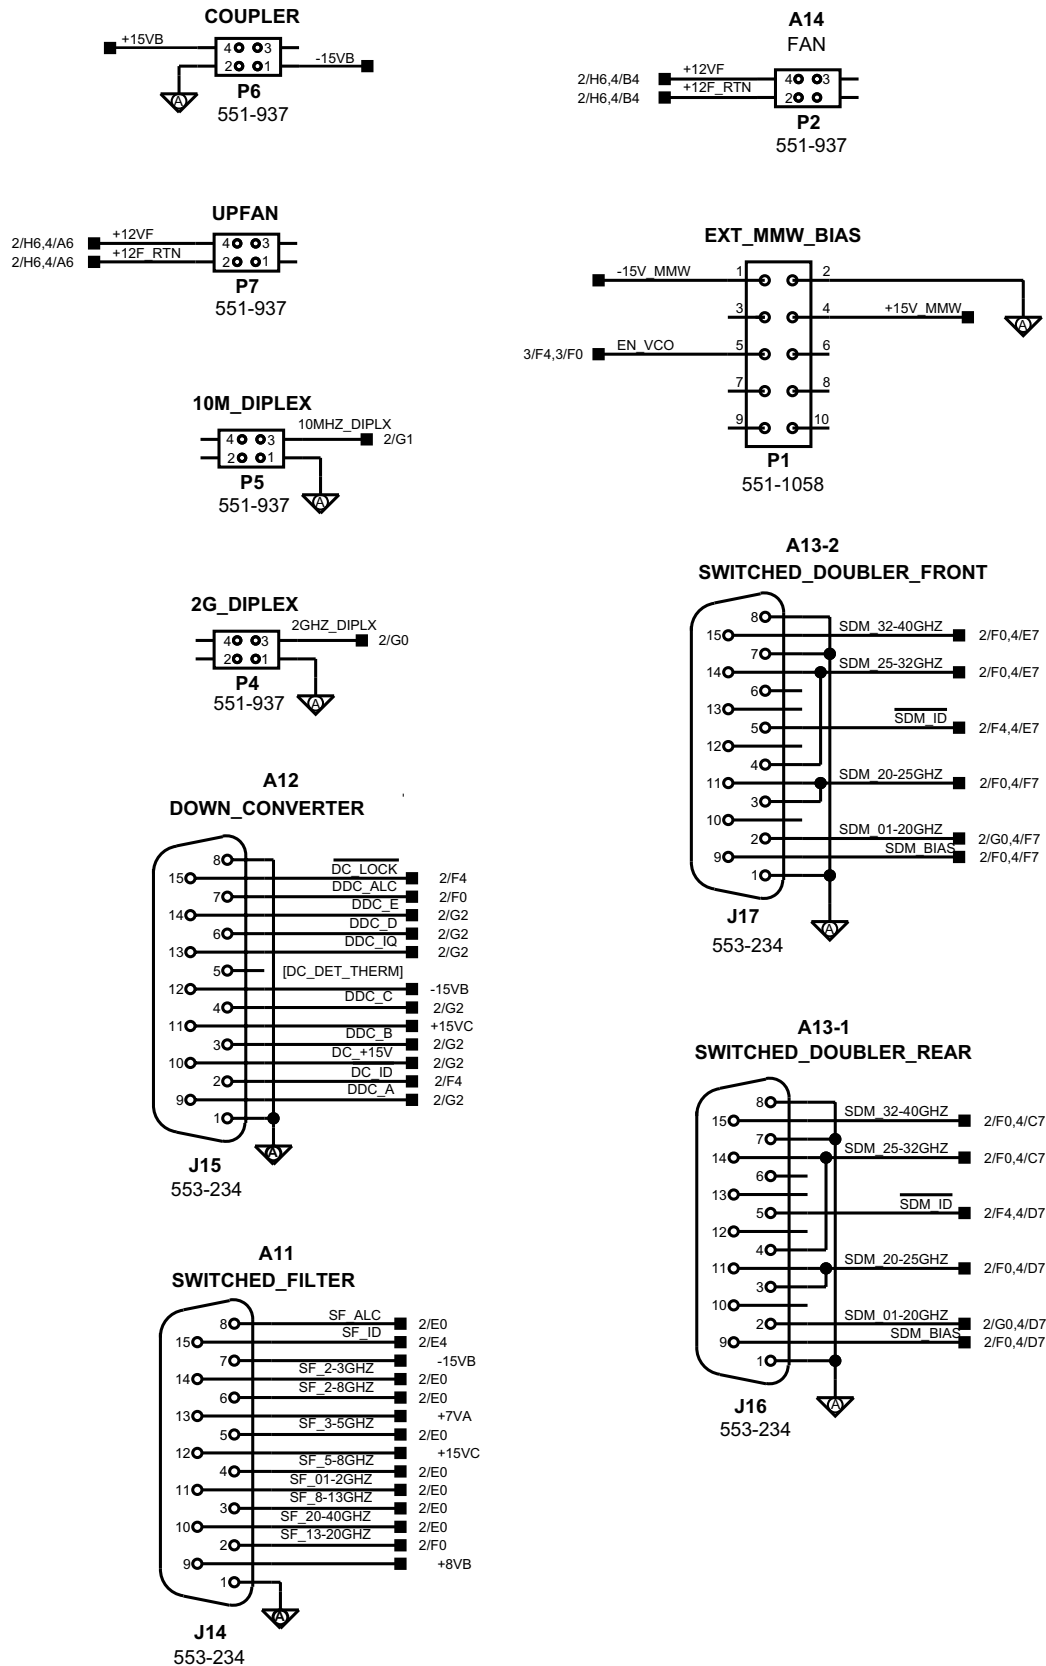 COUPLER
+15VB
4 3
2 1
-15VB
A
P6
551-937
A14
FAN
2/H6,4/B4 +12VF
2/H6,4/B4 +12F_RTN
4 3
2
P2
551-937
UPFAN
2/H6,4/A6 +12VF
2/H6,4/A6 +12F_RTN
4 3
2 1
P7
551-937
EXT_MMW_BIAS
-15V_MMW 1 2
3 4 +15V_MMW
A
3/F4,3/F0 EN_VCO 5 6
7 8
9 10
P1
551-1058
10M_DIPLEX
10MHZ_DIPLX
4 3 2/G1
2 1
P5
551-937
A
2G_DIPLEX
2GHZ_DIPLX
4 3 2/G0
2 1
P4
551-937
A
A13-2
SWITCHED_DOUBLER_FRONT
8
15 SDM_32-40GHZ 2/F0,4/E7
7
14 SDM_25-32GHZ 2/F0,4/E7
6
13
5 SDM_ID 2/F4,4/E7
12
4
11 SDM_20-25GHZ 2/F0,4/F7
3
10
2 SDM_01-20GHZ 2/G0,4/F7
9 SDM_BIAS 2/F0,4/F7
1
A
J17
553-234
A12
DOWN_CONVERTER
8
15 DC_LOCK 2/F4
7 DDC_ALC 2/F0
14 DDC_E 2/G2
6 DDC_D 2/G2
13 DDC_IQ 2/G2
5 [DC_DET_THERM]
12 -15VB
4 DDC_C 2/G2
11 +15VC
3 DDC_B 2/G2
10 DC_+15V 2/G2
2 DC_ID 2/F4
9 DDC_A 2/G2
1
A
J15
553-234
A13-1
SWITCHED_DOUBLER_REAR
8
15 SDM_32-40GHZ 2/F0,4/C7
7
14 SDM_25-32GHZ 2/F0,4/C7
6
13
5 SDM_ID 2/F4,4/D7
12
4
11 SDM_20-25GHZ 2/F0,4/D7
3
10
2 SDM_01-20GHZ 2/G0,4/D7
9 SDM_BIAS 2/F0,4/D7
1
A
J16
553-234
A11
SWITCHED_FILTER
8 SF_ALC 2/E0
15 SF_ID 2/E4
7 -15VB
14 SF_2-3GHZ 2/E0
6 SF_2-8GHZ 2/E0
13 +7VA
5 SF_3-5GHZ 2/E0
12 +15VC
4 SF_5-8GHZ 2/E0
11 SF_01-2GHZ 2/E0
3 SF_8-13GHZ 2/E0
10 SF_20-40GHZ 2/E0
2 SF_13-20GHZ 2/F0
9 +8VB
1
A
J14
553-234